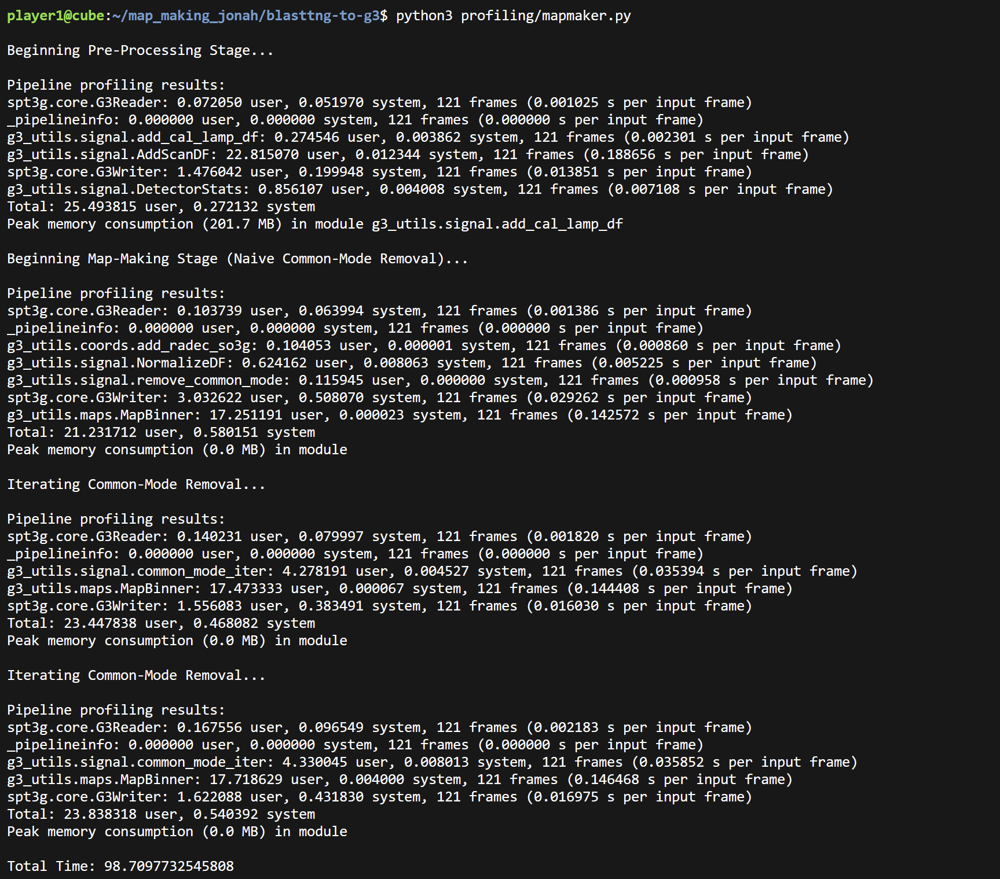 player1@cube:~/map_making_jonah/blasttng-to-g3$ python3 profiling/mapmaker.py
Beginning Pre-Processing Stage...
Pipeline profiling results:
spt3g.core.G3Reader: 0.072050 user, 0.051970 system, 121 frames (0.001025 s per input frame)
_pipelineinfo: 0.000000 user, 0.000000 system, 121 frames (0.000000 s per input frame)
g3_utils.signal.add_cal_lamp_df: 0.274546 user, 0.003862 system, 121 frames (0.002301 s per input frame)
g3_utils.signal.AddScanDF: 22.815070 user, 0.012344 system, 121 frames (0.188656 s per input frame)
spt3g.core.G3Writer: 1.476042 user, 0.199948 system, 121 frames (0.013851 s per input frame)
g3_utils.signal.DetectorStats: 0.856107 user, 0.004008 system, 121 frames (0.007108 s per input frame)
Total: 25.493815 user, 0.272132 system
Peak memory consumption (201.7 MB) in module g3_utils.signal.add_cal_lamp_df
Beginning Map-Making Stage (Naive Common-Mode Removal)...
Pipeline profiling results:
spt3g.core.G3Reader: 0.103739 user, 0.063994 system, 121 frames (0.001386 s per input frame)
_pipelineinfo: 0.000000 user, 0.000000 system, 121 frames (0.000000 s per input frame)
g3_utils.coords.add_radec_so3g: 0.104053 user, 0.000001 system, 121 frames (0.000860 s per input frame)
g3_utils.signal.NormalizeDF: 0.624162 user, 0.008063 system, 121 frames (0.005225 s per input frame)
g3_utils.signal.remove_common_mode: 0.115945 user, 0.000000 system, 121 frames (0.000958 s per input frame)
spt3g.core.G3Writer: 3.032622 user, 0.508070 system, 121 frames (0.029262 s per input frame)
g3_utils.maps.MapBinner: 17.251191 user, 0.000023 system, 121 frames (0.142572 s per input frame)
Total: 21.231712 user, 0.580151 system
Peak memory consumption (0.0 MB) in module
Iterating Common-Mode Removal...
Pipeline profiling results:
spt3g.core.G3Reader: 0.140231 user, 0.079997 system, 121 frames (0.001820 s per input frame)
_pipelineinfo: 0.000000 user, 0.000000 system, 121 frames (0.000000 s per input frame)
g3_utils.signal.common_mode_iter: 4.278191 user, 0.004527 system, 121 frames (0.035394 s per input frame)
g3_utils.maps.MapBinner: 17.473333 user, 0.000067 system, 121 frames (0.144408 s per input frame)
spt3g.core.G3Writer: 1.556083 user, 0.383491 system, 121 frames (0.016030 s per input frame)
Total: 23.447838 user, 0.468082 system
Peak memory consumption (0.0 MB) in module
Iterating Common-Mode Removal...
Pipeline profiling results:
spt3g.core.G3Reader: 0.167556 user, 0.096549 system, 121 frames (0.002183 s per input frame)
_pipelineinfo: 0.000000 user, 0.000000 system, 121 frames (0.000000 s per input frame)
g3_utils.signal.common_mode_iter: 4.330045 user, 0.008013 system, 121 frames (0.035852 s per input frame)
g3_utils.maps.MapBinner: 17.718629 user, 0.004000 system, 121 frames (0.146468 s per input frame)
spt3g.core.G3Writer: 1.622088 user, 0.431830 system, 121 frames (0.016975 s per input frame)
Total: 23.838318 user, 0.540392 system
Peak memory consumption (0.0 MB) in module
Total Time: 98.7097732545808